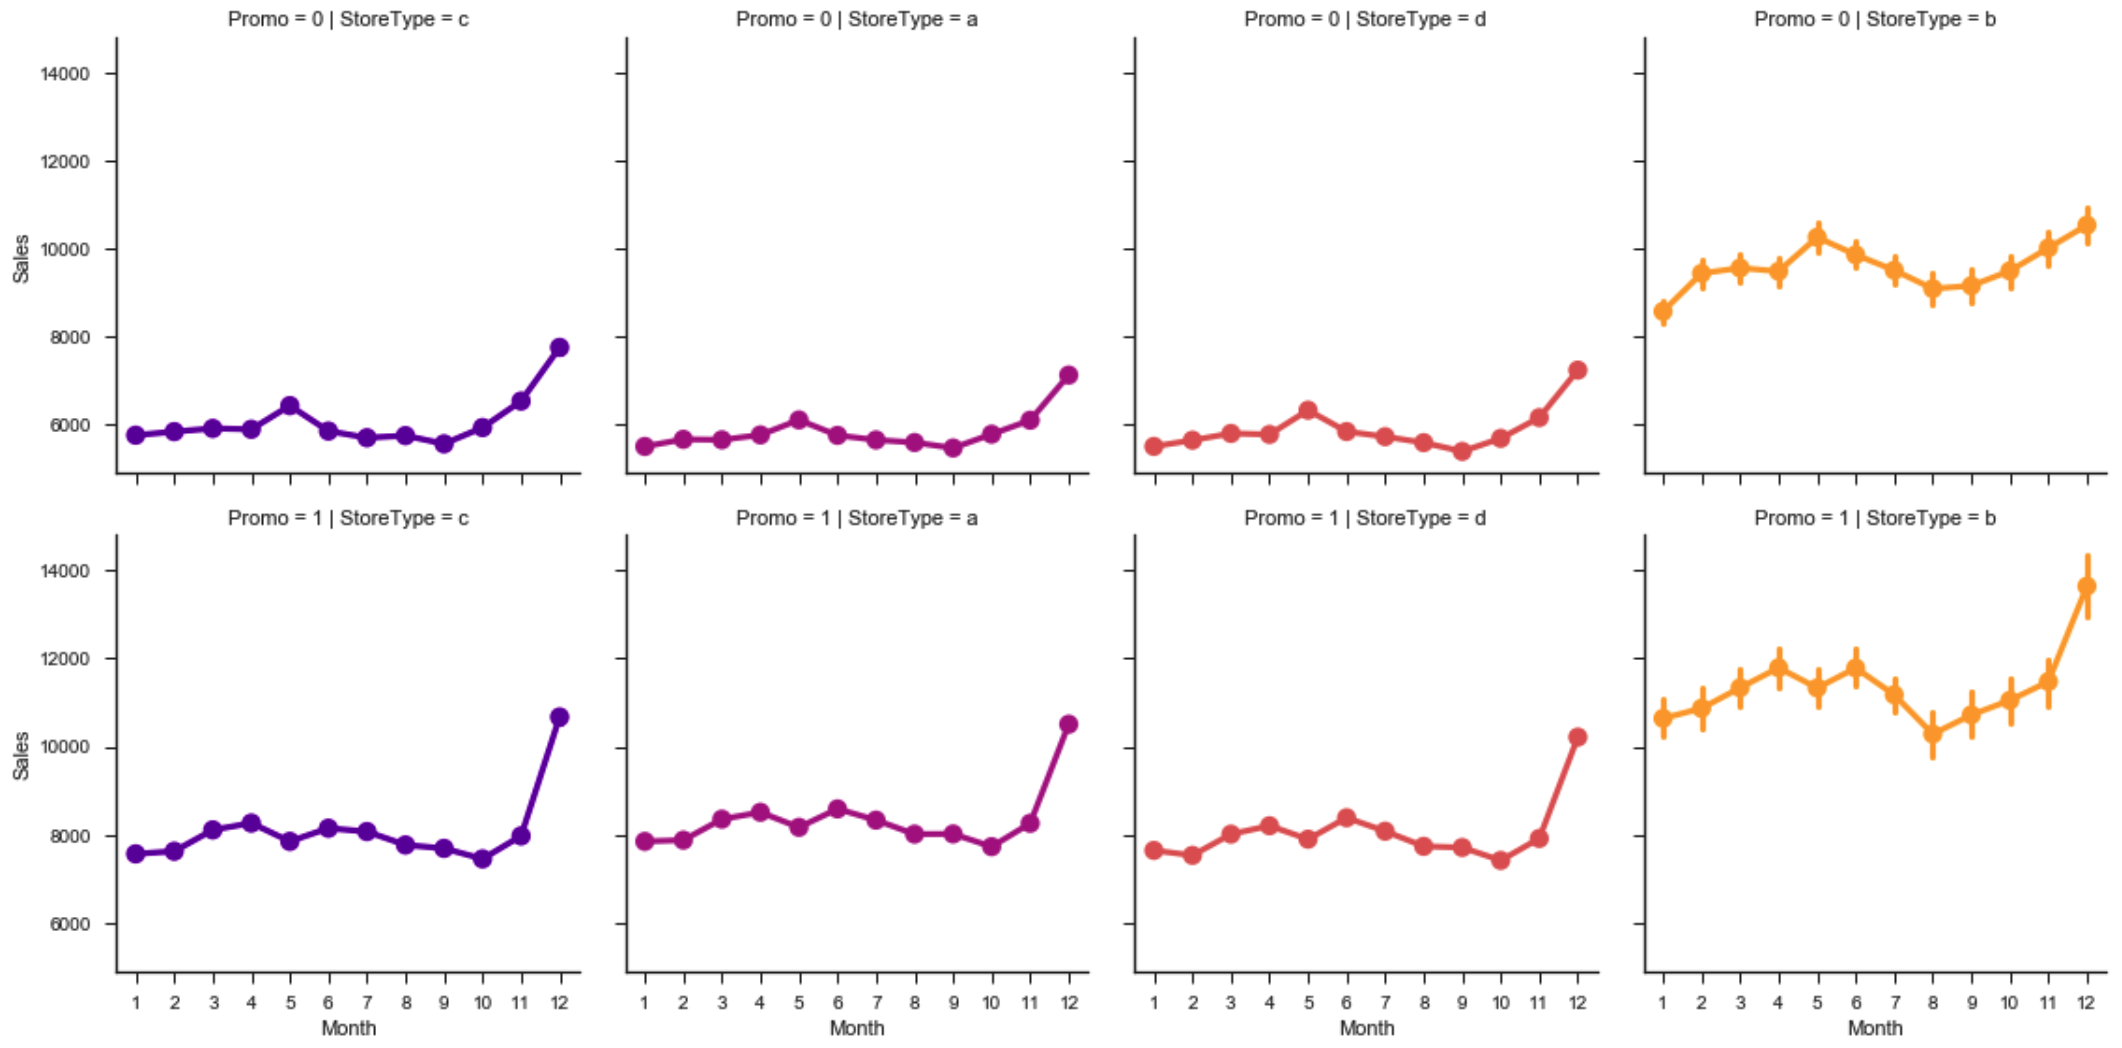 Promo = 0 | StoreType = c
Promo = 0 | StoreType = a
Promo = 0 | StoreType = d
Promo = 0 | StoreType = b
14000
12000
10000
8000
6000
Sales
Promo = 1 | StoreType = c
Promo = 1 | StoreType = a
Promo = 1 | StoreType = d
Promo = 1 | StoreType = b
14000
12000
10000
8000
6000
Sales
1 2 3 4 5 6 7 8 9 10 11 12
1 2 3 4 5 6 7 8 9 10 11 12
1 2 3 4 5 6 7 8 9 10 11 12
1 2 3 4 5 6 7 8 9 10 11 12
Month
Month
Month
Month